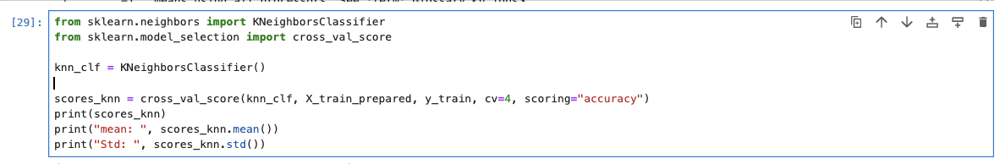 [29]:
from sklearn.neighbors import KNeighborsClassifier
from sklearn.model_selection import cross_val_score
knn_clf = KNeighborsClassifier()
scores_knn = cross_val_score(knn_clf, X_train_prepared, y_train, cv=4, scoring="accuracy")
print(scores_knn)
print("mean: ", scores_knn.mean())
print("Std: ", scores_knn.std())